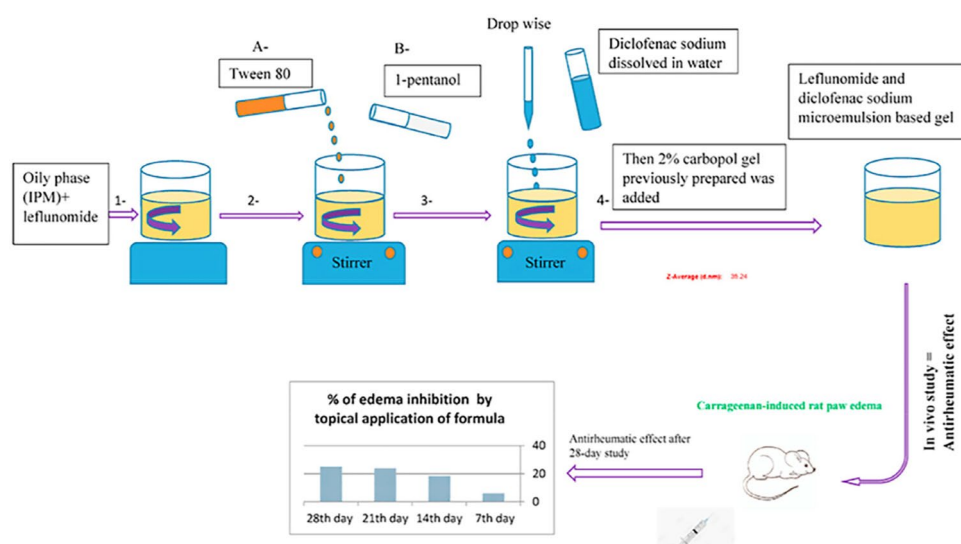 Drop wise
A-
B-
Tween 80
1-pentanol
Diclofenac sodium
dissolved in water
Leflunomide and
diclofenac sodium
microemulsion based gel
Oily phase
(IPM)+
leflunomide
1-
2-
3-
4-
Then 2% carbopol gel
previously prepared was
added
Stirrer
Stirrer
Z-Average (d.nm): 36.24
In vivo study =
Antirheumatic effect
Carrageenan-induced rat paw edema
Antirheumatic effect after
28-day study
% of edema inhibition by
topical application of formula
40
20
0
28th day 21th day 14th day 7th day